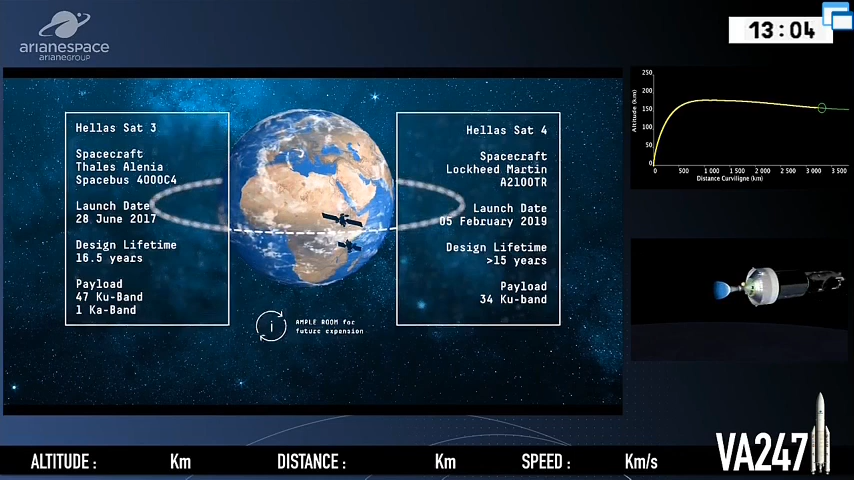 arianespace
ARIANEGROUP
13:04
Hellas Sat 3
Spacecraft
Thales Alenia
Spacebus 4000C4
Launch Date
28 June 2017
Design Lifetime
16.5 years
Payload
47 Ku-Band
1 Ka-Band
Hellas Sat 4
Spacecraft
Lockheed Martin
A2100TR
Launch Date
05 February 2019
Design Lifetime
>15 years
Payload
34 Ku-band
i
AMPLE ROOM for
future expansion
Altitude (km)
250
200
150
100
50
0
0 500 1 000 1 500 2 000 2 500 3 000 3 500
Distance Curviligne (km)
ALTITUDE : Km DISTANCE : Km SPEED : Km/s
VA247